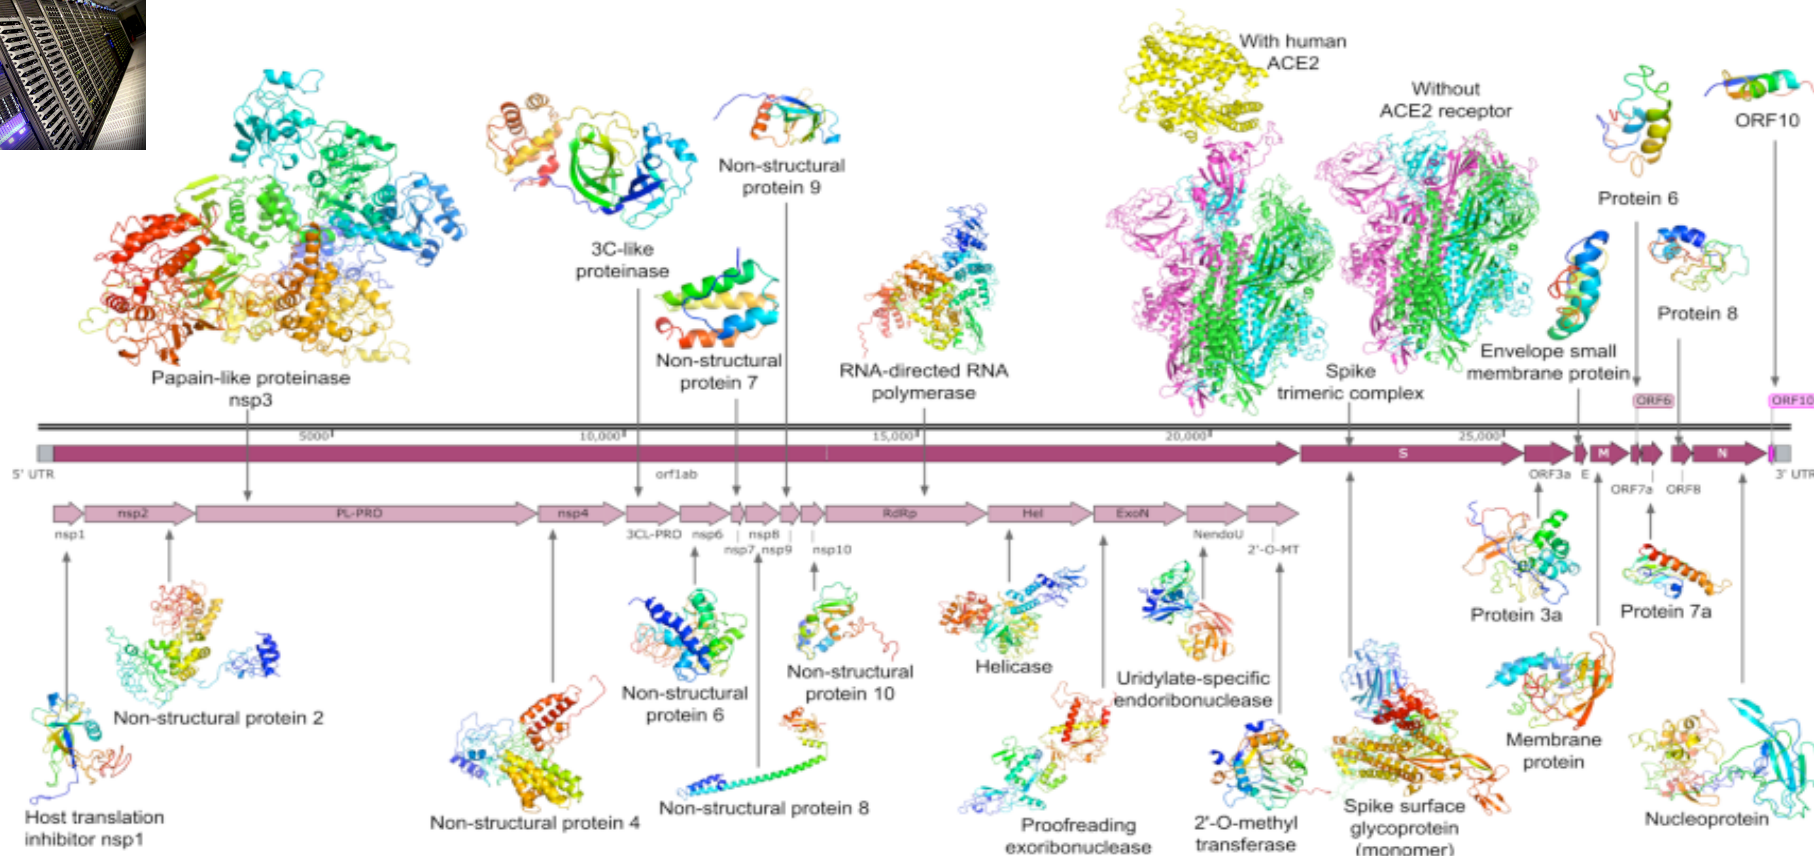 With human
ACE2
Without
ACE2 receptor
ORF10
Non-structural
protein 9
Protein 6
3C-like
proteinase
Protein 8
Non-structural
protein 7
RNA-directed RNA
polymerase
Envelope small
membrane protein
Papain-like proteinase
nsp3
Spike
trimeric complex
ORF6
ORF10
5000
10,000
15,000
20,000
25,000
S
M
N
5' UTR
orf1ab
ORF3a
E
ORF7a
ORF8
3' UTR
nsp2
PL-PRO
nsp4
RdRp
Hel
ExoN
nsp1
3CL-PRO
nsp6
nsp7
nsp8
nsp9
nsp10
NendoU
2'-O-MT
Protein 3a
Protein 7a
Helicase
Non-structural
protein 10
Uridylate-specific
endoribonuclease
Non-structural
protein 6
Non-structural protein 2
Membrane
protein
Host translation
inhibitor nsp1
Non-structural protein 4
Non-structural protein 8
Proofreading
exoribonuclease
2'-O-methyl
transferase
Spike surface
glycoprotein
(monomer)
Nucleoprotein